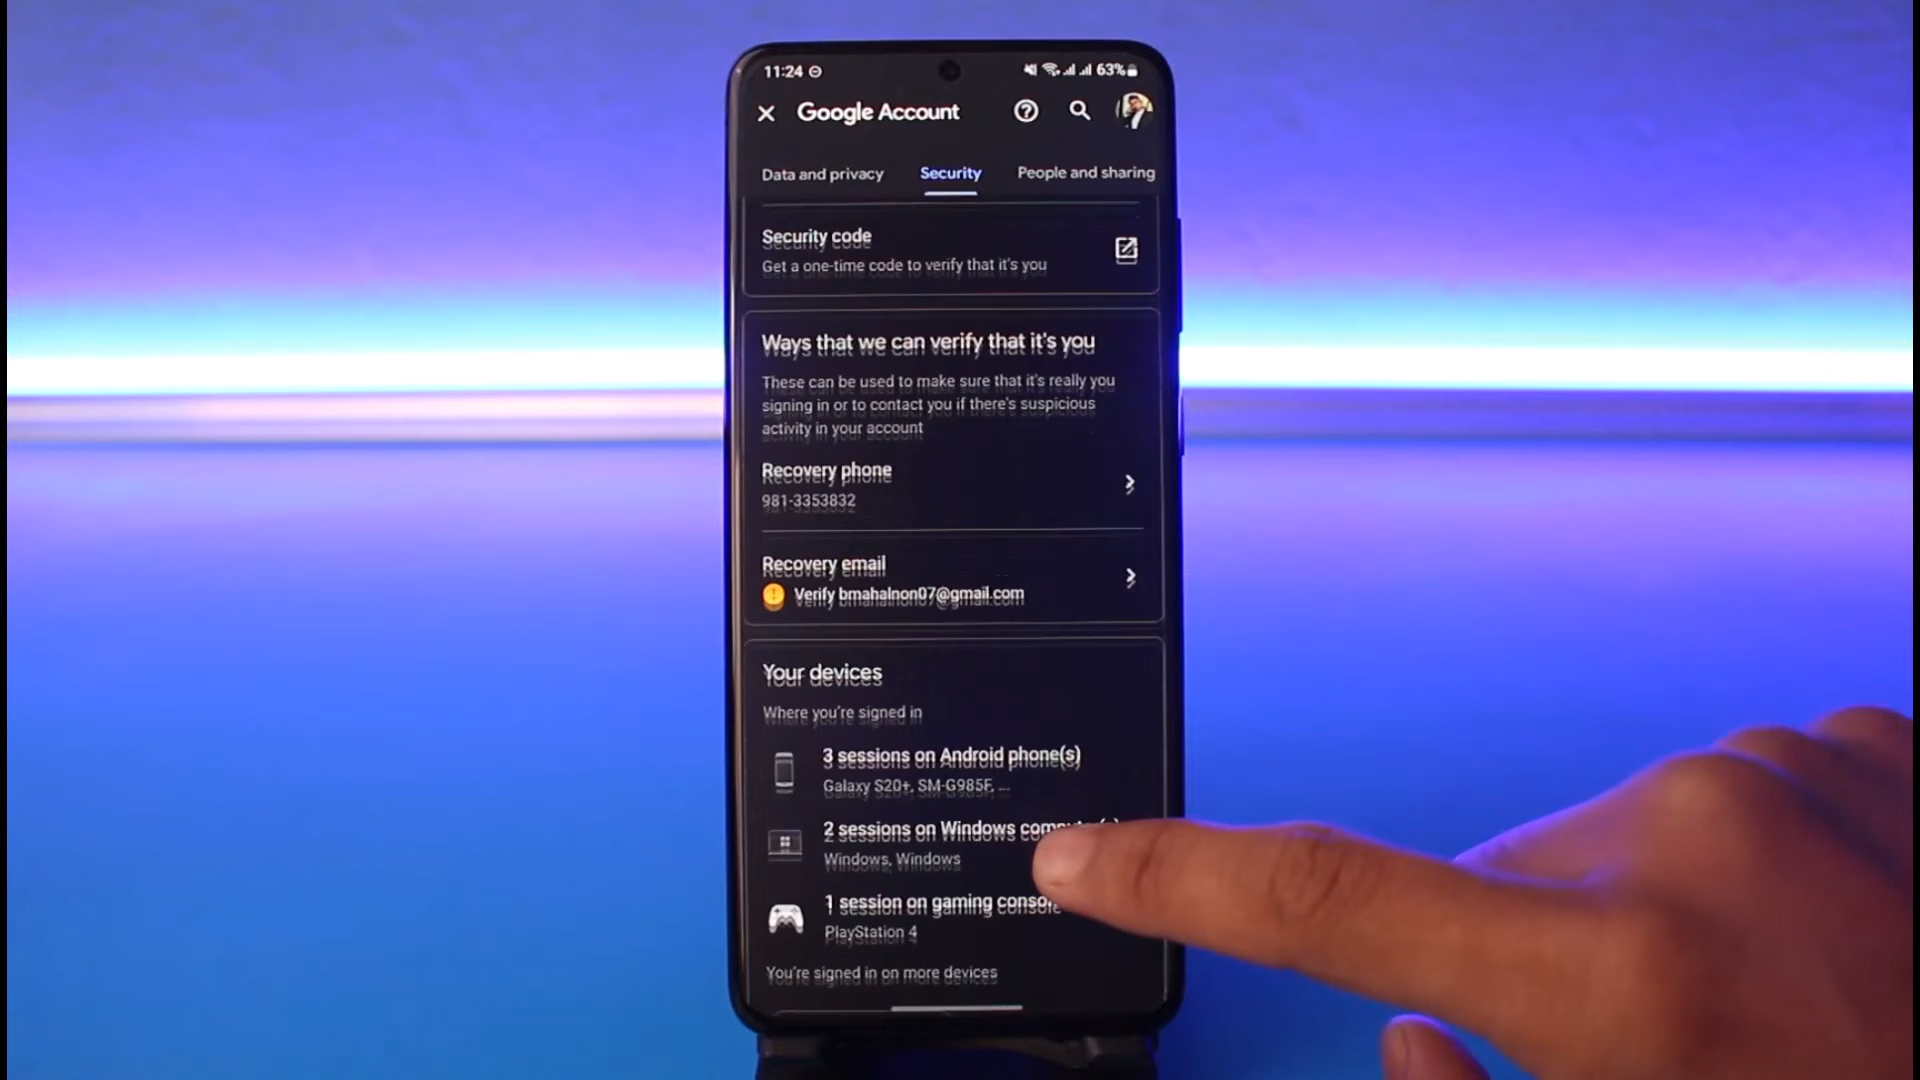 11:24
63%
Google Account
Data and privacy
Security
People and sharing
Security code
Get a one-time code to verify that it's you
Ways that we can verify that it's you
These can be used to make sure that it's really you
signing in or to contact you if there's suspicious
activity in your account
Recovery phone
981-3353832
Recovery email
Verify bmahalnon07@gmail.com
Your devices
Where you're signed in
3 sessions on Android phone(s)
Galaxy S20+, SM-G985F, ...
2 sessions on Windows
Windows, Windows
1 session on gaming console
PlayStation 4
You're signed in on more devices